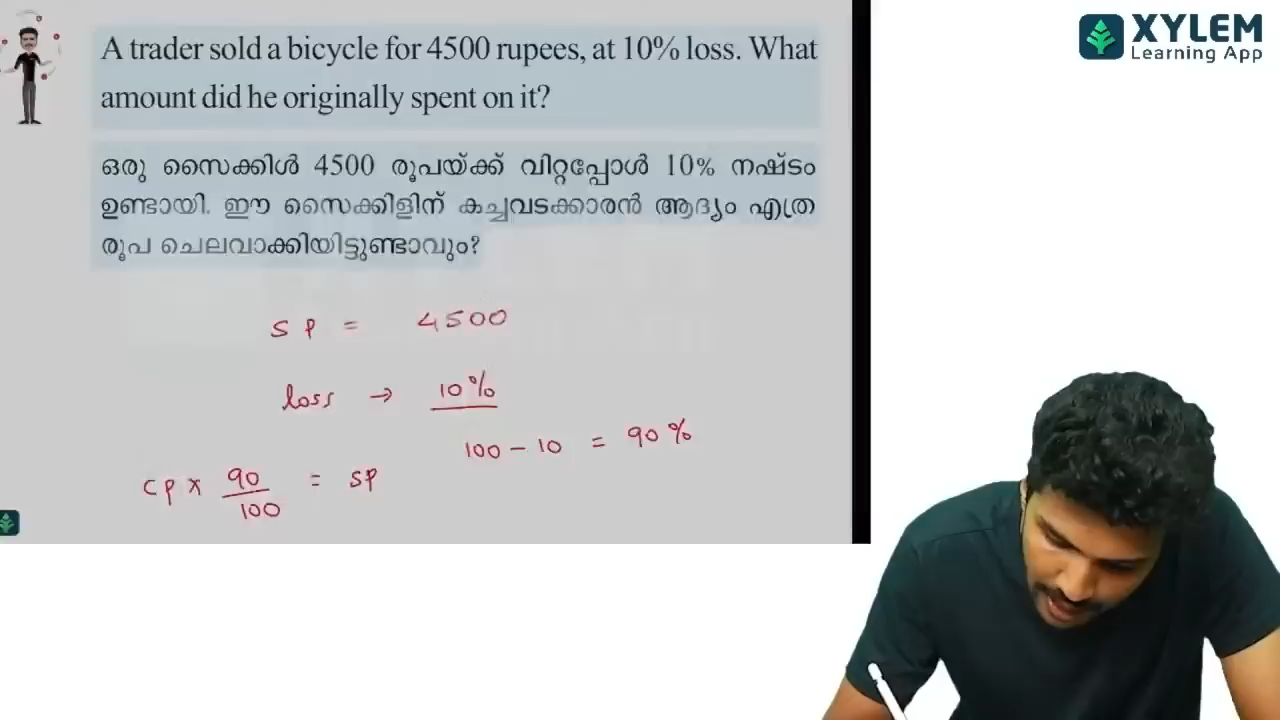 XYLEM
Learning App
A trader sold a bicycle for 4500 rupees, at 10% loss. What
amount did he originally spent on it?
ഒരു സൈക്കിൾ 4500 രൂപയ്ക്ക് വിറ്റപ്പോൾ 10% നഷ്ടം
ഉണ്ടായി. ഈ സൈക്കിളിന് കച്ചവടക്കാരൻ ആദ്യം എത്ര
രൂപ ചെലവാക്കിയിട്ടുണ്ടാവും?
SP = 4500
loss → 10%
100 - 10 = 90%
CP × 90/100 = SP